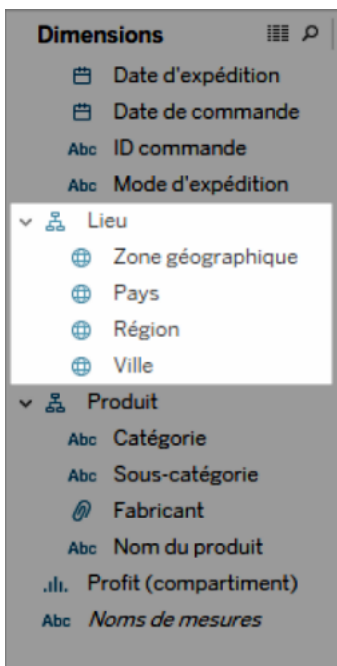 Dimensions
Date d'expédition
Date de commande
Abc ID commande
Abc Mode d'expédition
Lieu
Zone géographique
Pays
Région
Ville
Produit
Abc Catégorie
Abc Sous-catégorie
Fabricant
Abc Nom du produit
Profit (compartiment)
Abc Noms de mesures